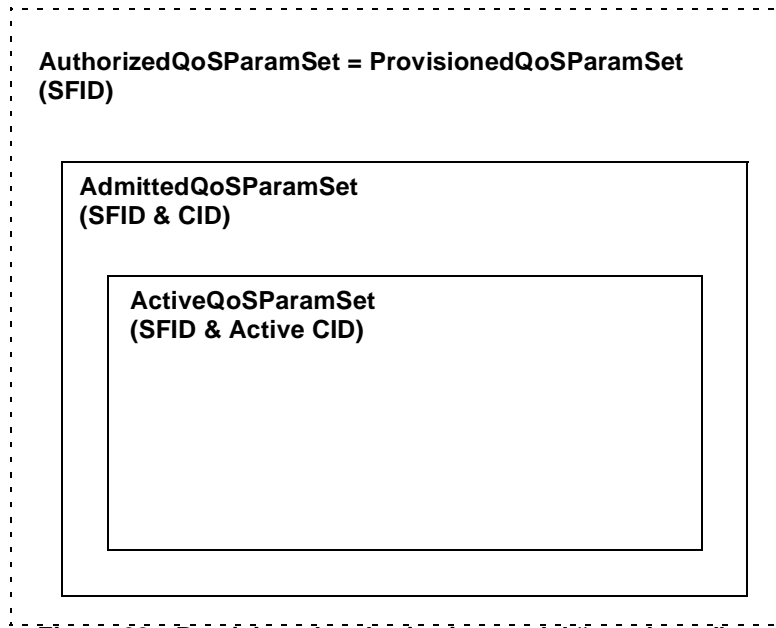 AuthorizedQoSParamSet = ProvisionedQoSParamSet
(SFID)
AdmittedQoSParamSet
(SFID & CID)
ActiveQoSParamSet
(SFID & Active CID)